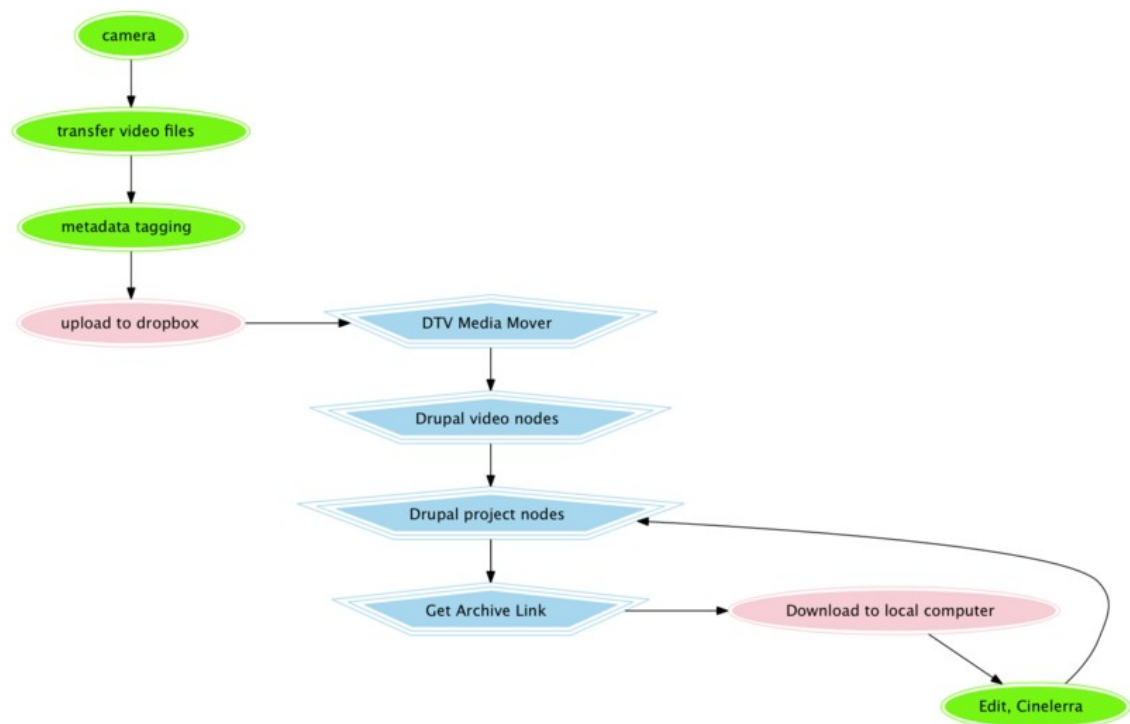 camera
transfer video files
metadata tagging
upload to dropbox
DTV Media Mover
Drupal video nodes
Drupal project nodes
Get Archive Link
Download to local computer
Edit, Cinelerra